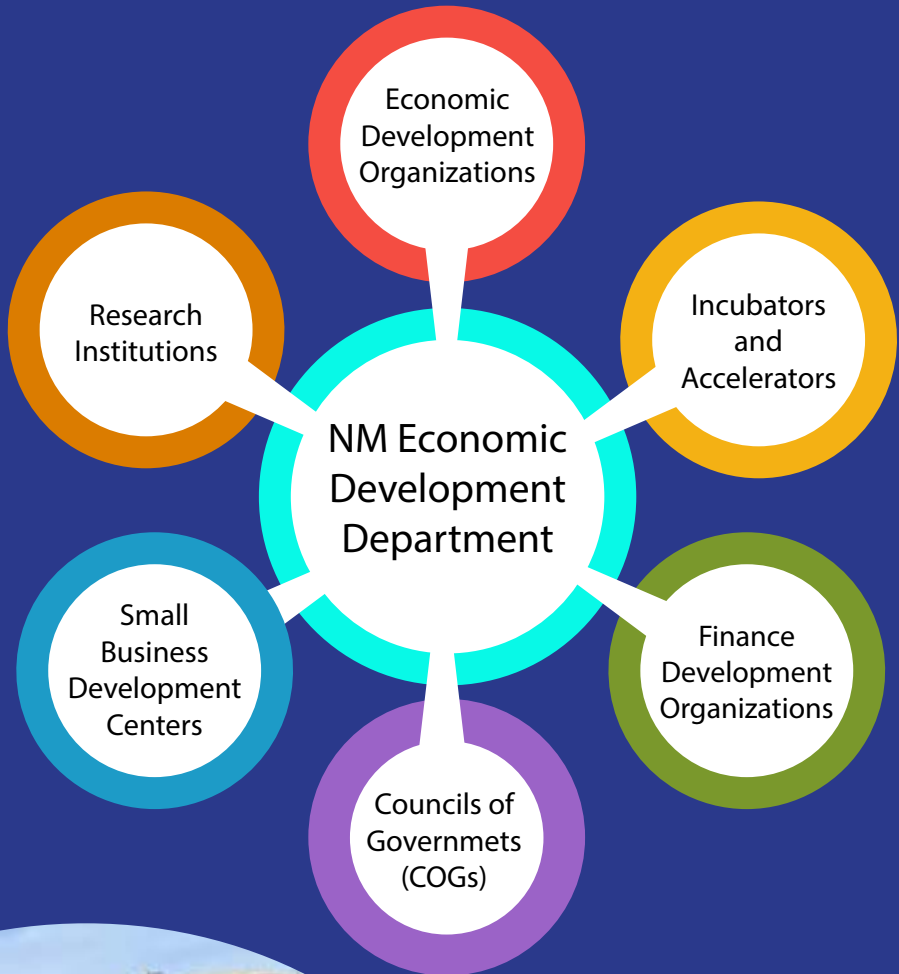 Economic
Development
Organizations
Incubators
and
Accelerators
Research
Institutions
NM Economic
Development
Department
Small
Business
Development
Centers
Finance
Development
Organizations
Councils of
Governmets
(COGs)